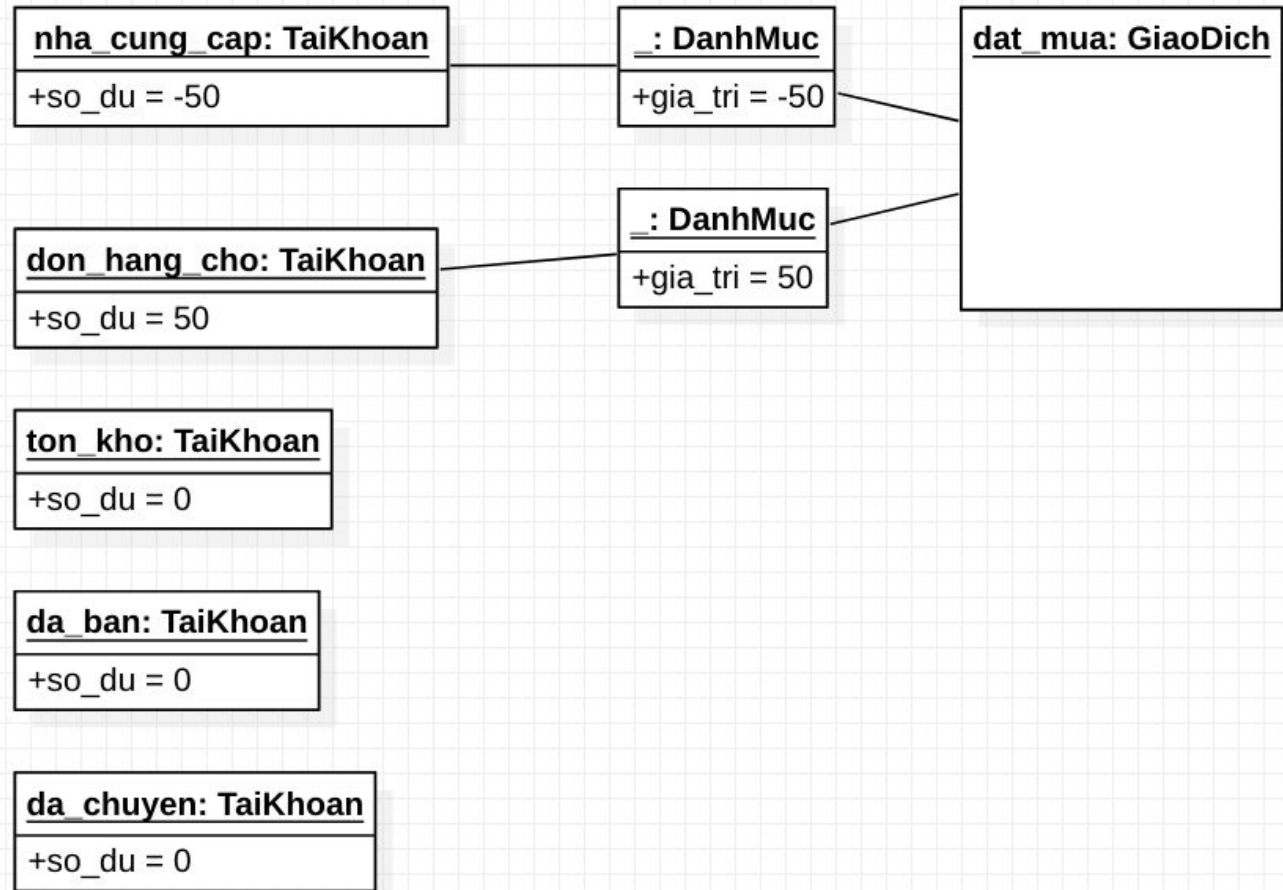 nha_cung_cap: TaiKhoan
+so_du = -50
_: DanhMuc
+gia_tri = -50
dat_mua: GiaoDich
_: DanhMuc
+gia_tri = 50
don_hang_cho: TaiKhoan
+so_du = 50
ton_kho: TaiKhoan
+so_du = 0
da_ban: TaiKhoan
+so_du = 0
da_chuyen: TaiKhoan
+so_du = 0